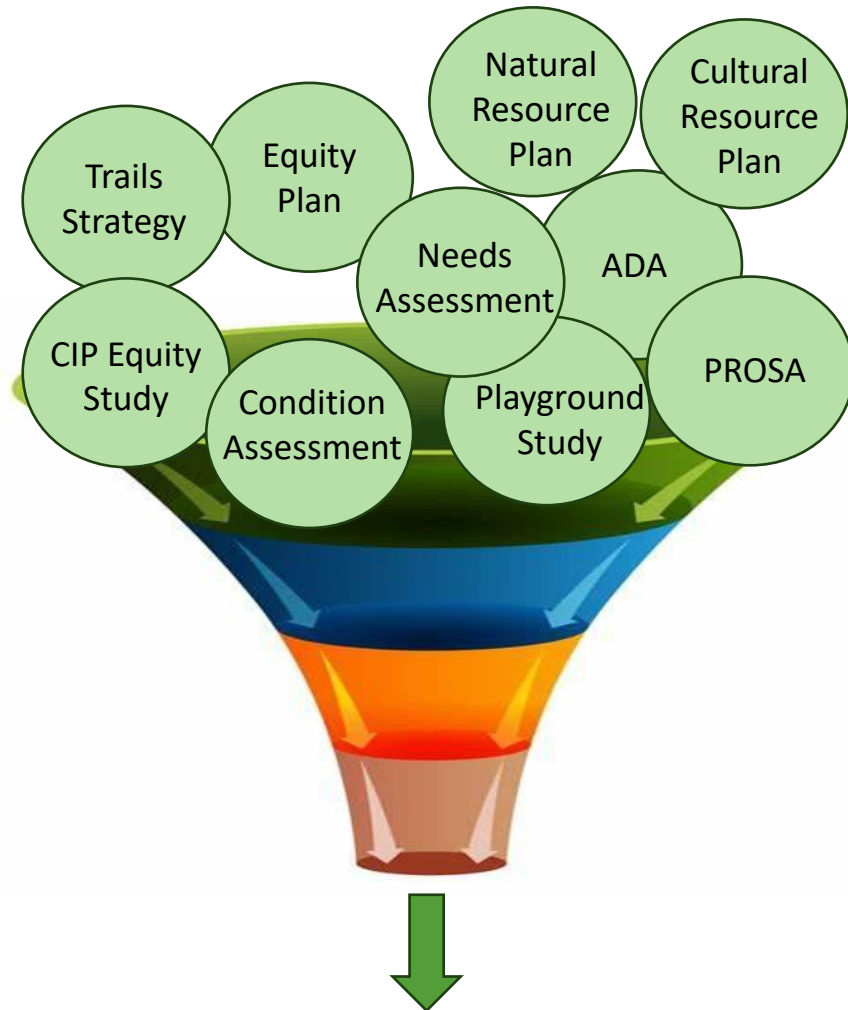 Natural
Resource
Plan
Cultural
Resource
Plan
Equity
Plan
Trails
Strategy
Needs
Assessment
ADA
CIP Equity
Study
PROSA
Condition
Assessment
Playground
Study